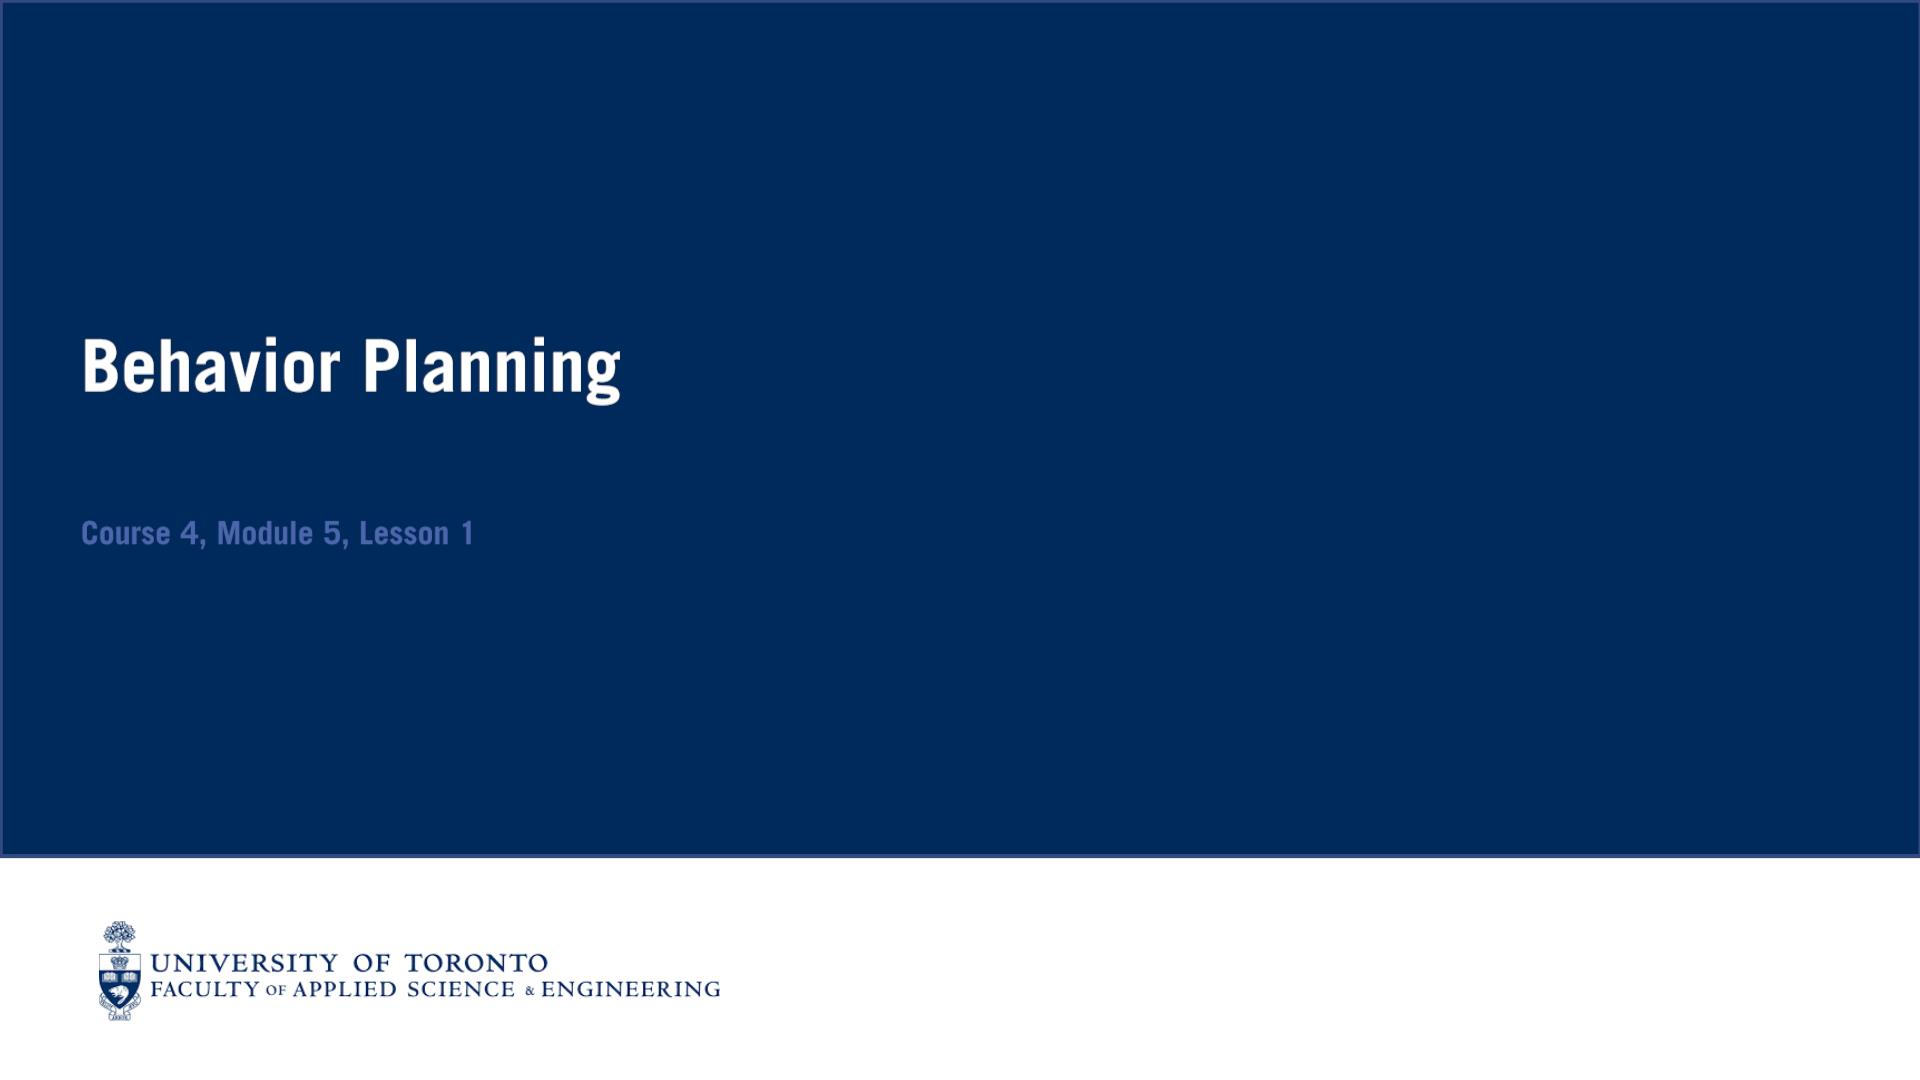 Behavior Planning
Course 4, Module 5, Lesson 1
UNIVERSITY OF TORONTO
FACULTY OF APPLIED SCIENCE & ENGINEERING